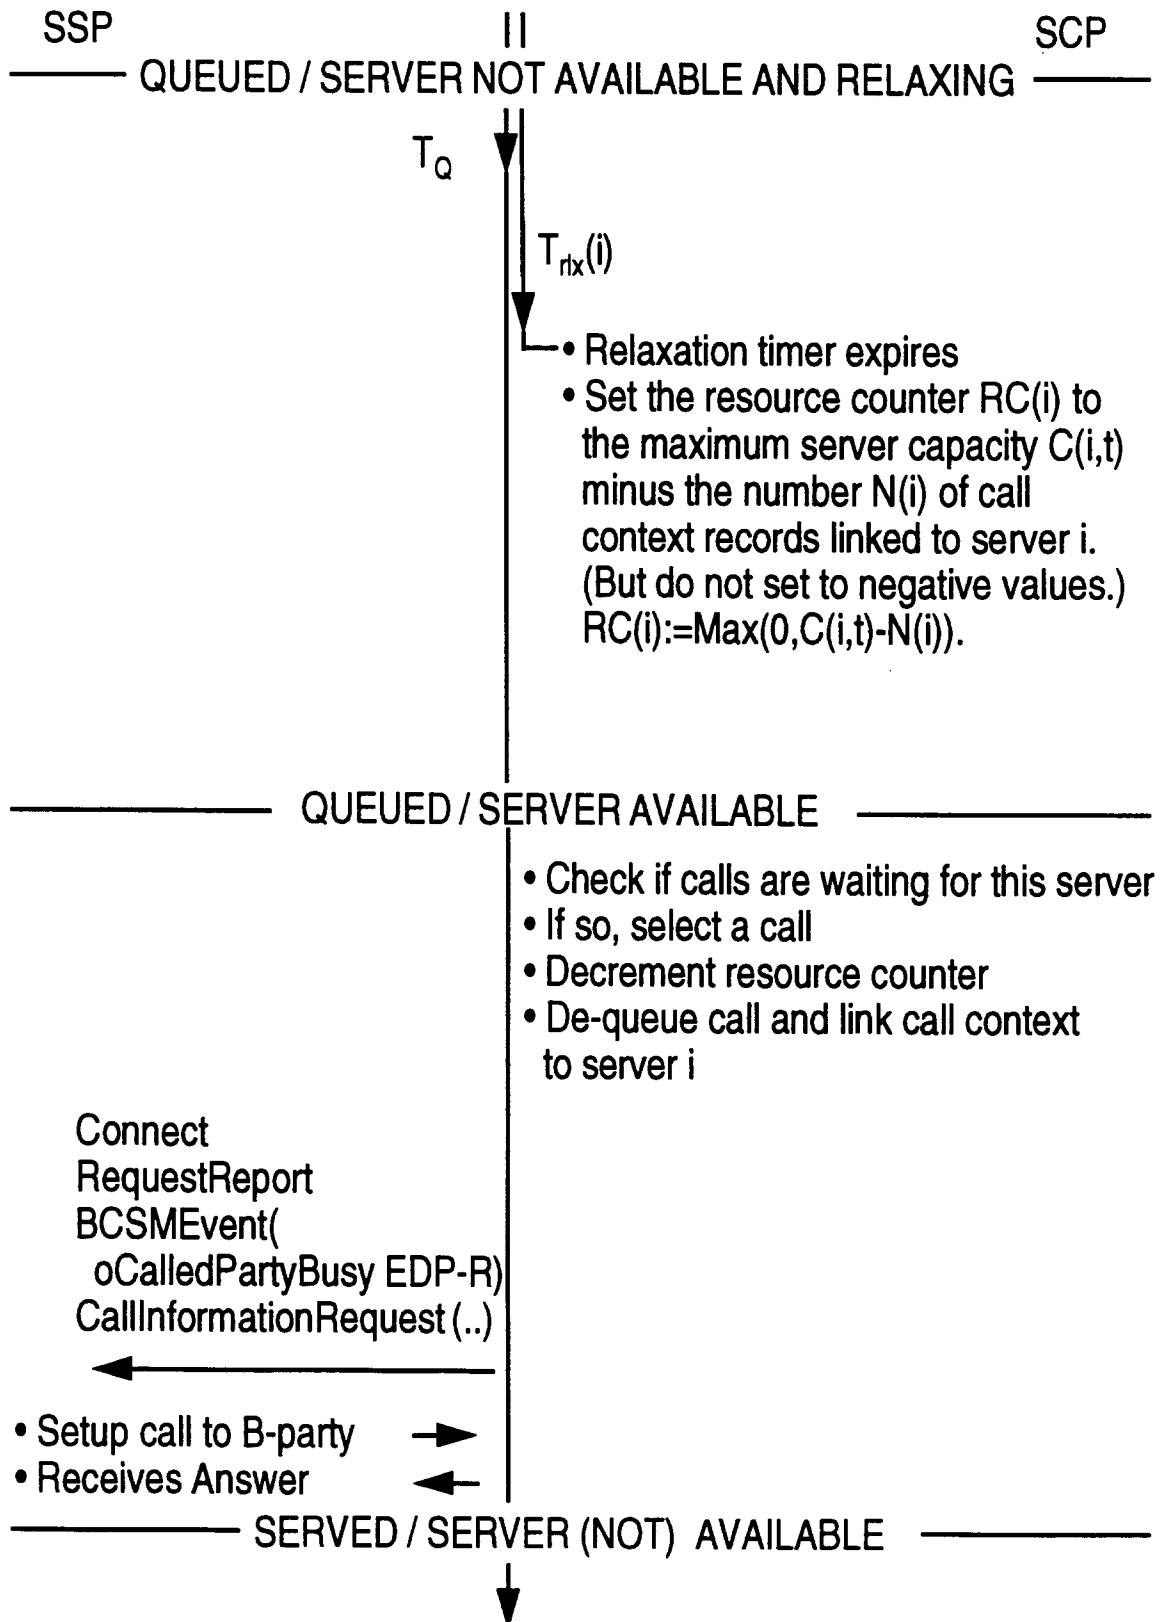 SSP
SCP
QUEUED / SERVER NOT AVAILABLE AND RELAXING
TQ
Trlx(i)
• Relaxation timer expires
• Set the resource counter RC(i) to
the maximum server capacity C(i,t)
minus the number N(i) of call
context records linked to server i.
(But do not set to negative values.)
RC(i):=Max(0,C(i,t)-N(i)).
QUEUED / SERVER AVAILABLE
• Check if calls are waiting for this server
• If so, select a call
• Decrement resource counter
• De-queue call and link call context
to server i
Connect
RequestReport
BCSMEvent(
oCalledPartyBusy EDP-R)
CallInformationRequest (..)
• Setup call to B-party
• Receives Answer
SERVED / SERVER (NOT) AVAILABLE